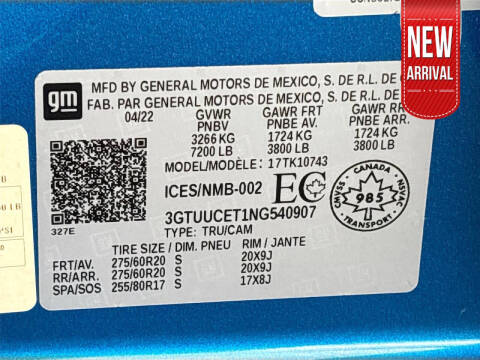 NEW
ARRIVAL
gm
MFD BY GENERAL MOTORS DE MEXICO, S. DE R.L. DE
FAB. PAR GENERAL MOTORS DE MEXICO, S. DE R.L. DE
04/22 GVWR GAWR FRT GAWR RR
PNBV PNBE AV. PNBE ARR.
3266 KG 1724 KG 1724 KG
7200 LB 3800 LB 3800 LB
MODEL/MODÈLE: 17TK10743
ICES/NMB-002 EC
CANADA
985
SVNSC NSVAC
3GTUUCET1NG540907
327E
TYPE: TRU/CAM
TIRE SIZE / DIM. PNEU RIM / JANTE
FRT/AV. 275/60R20 S 20X9J
RR/ARR. 275/60R20 S 20X9J
SPA/SOS 255/80R17 S 17X8J
LB